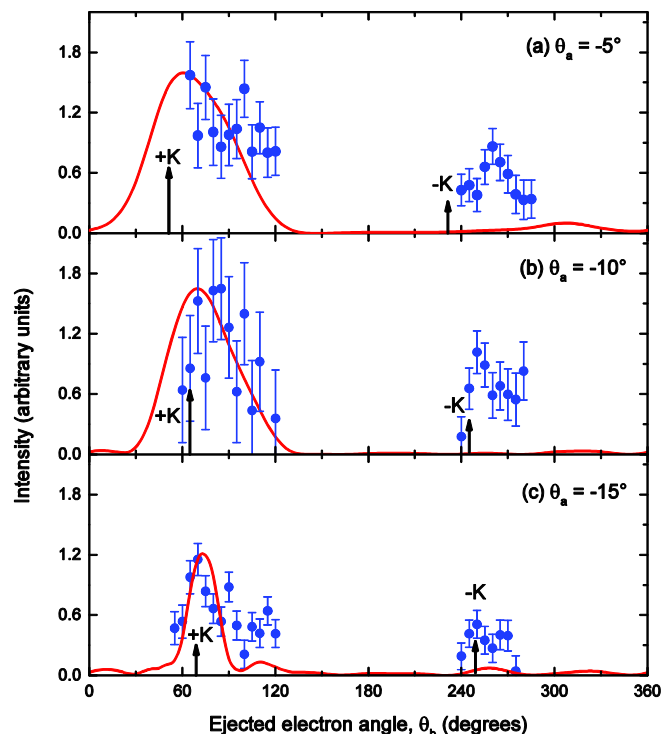 1.8
(a) θa = -5°
1.2
+K
-K
0.6
0.0
1.8
(b) θa = -10°
1.2
0.6
+K
-K
0.0
1.8
(c) θa = -15°
1.2
-K
0.6
+K
0.0
0 60 120 180 240 300 360
Intensity (arbitrary units)
Ejected electron angle, θb (degrees)